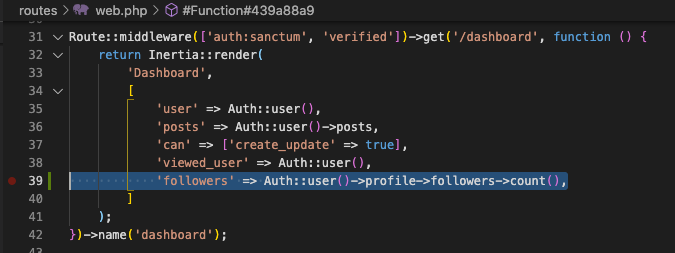 routes > web.php > #Function#439a88a9
31 Route::middleware(['auth:sanctum', 'verified'])->get('/dashboard', function () {
32     return Inertia::render(
33         'Dashboard',
34         [
35             'user' => Auth::user(),
36             'posts' => Auth::user()->posts,
37             'can' => ['create_update' => true],
38             'viewed_user' => Auth::user(),
39             'followers' => Auth::user()->profile->followers->count(),
40         ]
41     );
42 })->name('dashboard');
43